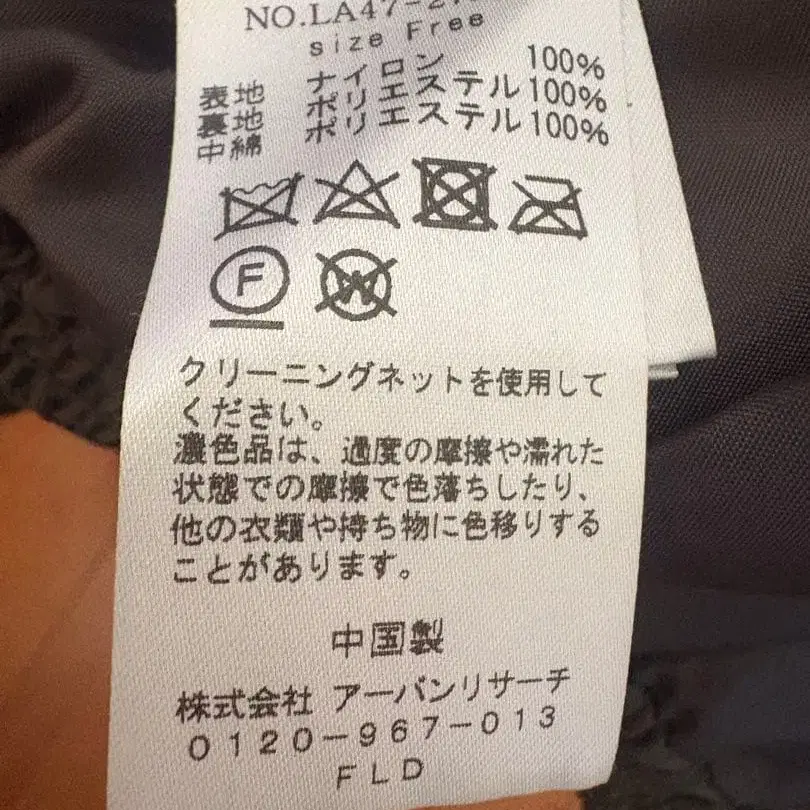 NO.LA47-2
size Free
表地 ナイロン 100%
裏地 ポリエステル100%
中綿 ポリエステル100%
F
W
クリーニングネットを使用して
ください。
濃色品は、過度の摩擦や濡れた
状態での摩擦で色落ちしたり、
他の衣類や持ち物に色移りする
ことがあります。
中国製
株式会社 アーバンリサーチ
0120-967-013
FLD